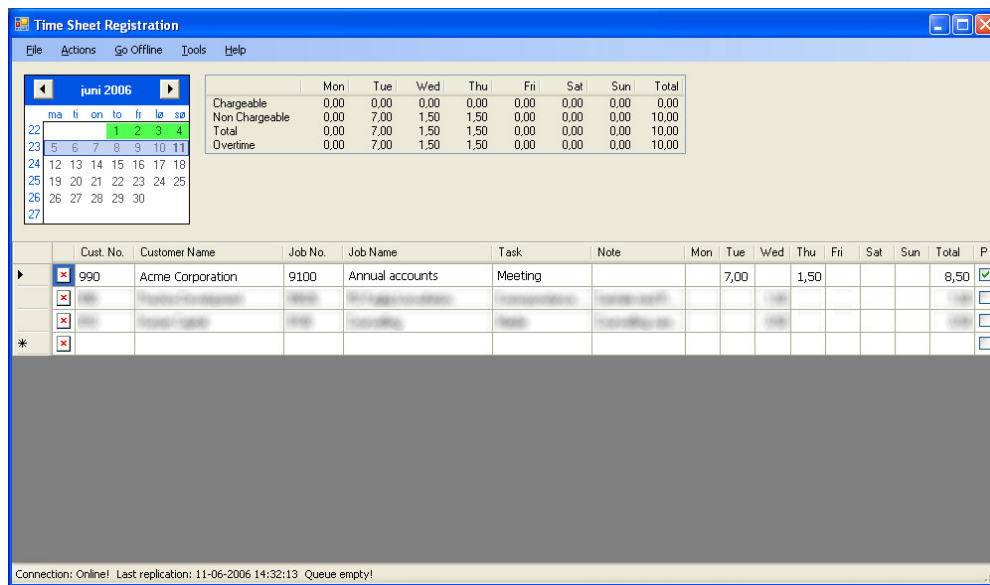 Time Sheet Registration
File Actions Go Offline Tools Help
juni 2006
ma ti on to fr lø sø
22 1 2 3 4
23 5 6 7 8 9 10 11
24 12 13 14 15 16 17 18
25 19 20 21 22 23 24 25
26 26 27 28 29 30
27
Mon Tue Wed Thu Fri Sat Sun Total
Chargeable 0,00 0,00 0,00 0,00 0,00 0,00 0,00 0,00
Non Chargeable 0,00 7,00 1,50 1,50 0,00 0,00 0,00 10,00
Total 0,00 7,00 1,50 1,50 0,00 0,00 0,00 10,00
Overtime 0,00 7,00 1,50 1,50 0,00 0,00 0,00 10,00
Cust. No. Customer Name Job No. Job Name Task Note Mon Tue Wed Thu Fri Sat Sun Total P
990 Acme Corporation 9100 Annual accounts Meeting 7,00 1,50 8,50
Connection: Online! Last replication: 11-06-2006 14:32:13 Queue empty!